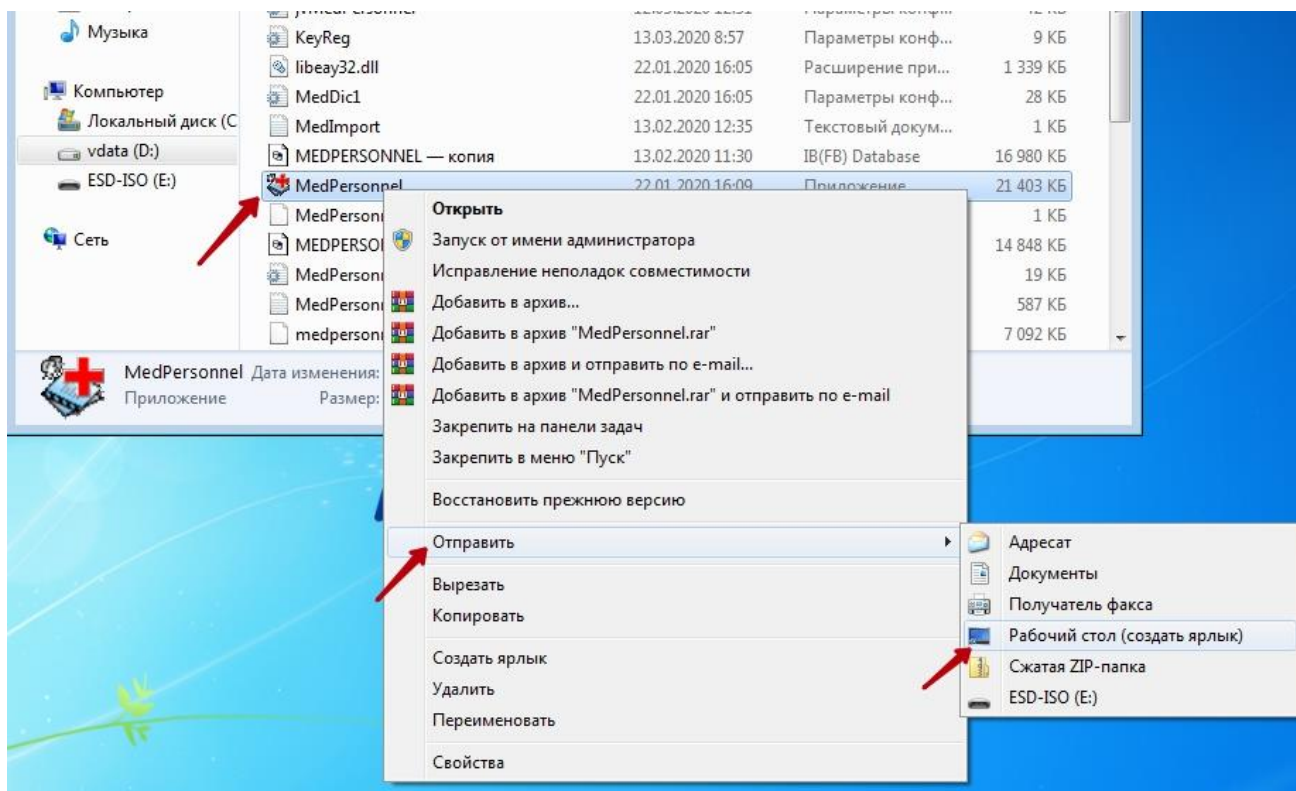 Музыка
KeyReg 13.03.2020 8:57 Параметры конф... 9 КБ
libeay32.dll 22.01.2020 16:05 Расширение при... 1 339 КБ
Компьютер
MedDic1 22.01.2020 16:05 Параметры конф... 28 КБ
Локальный диск (C
MedImport 13.02.2020 12:35 Текстовый докум... 1 КБ
vdata (D:)
MEDPERSONNEL — копия 13.02.2020 11:30 IB(FB) Database 16 980 КБ
ESD-ISO (E:)
MedPersonnel 22.01.2020 16:09 Приложение 21 403 КБ
MedPerson 1 КБ
Сеть
MEDPERSO 14 848 КБ
MedPerson 19 КБ
MedPerson 587 КБ
medperson 7 092 КБ
MedPersonnel Дата изменения:
Приложение Размер:
Открыть
Запуск от имени администратора
Исправление неполадок совместимости
Добавить в архив...
Добавить в архив "MedPersonnel.rar"
Добавить в архив и отправить по e-mail...
Добавить в архив "MedPersonnel.rar" и отправить по e-mail
Закрепить на панели задач
Закрепить в меню "Пуск"
Восстановить прежнюю версию
Отправить
Вырезать
Копировать
Создать ярлык
Удалить
Переименовать
Свойства
Адресат
Документы
Получатель факса
Рабочий стол (создать ярлык)
Сжатая ZIP-папка
ESD-ISO (E:)